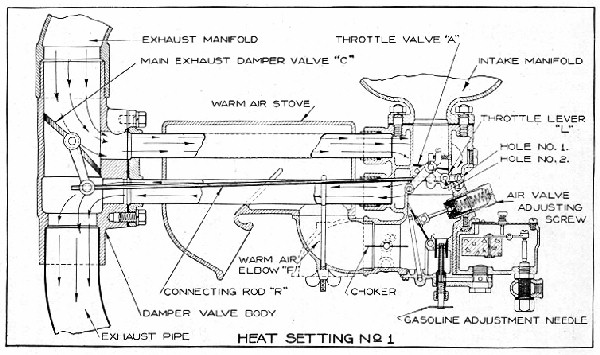 EXHAUST MANIFOLD
THROTTLE VALVE "A"
MAIN EXHAUST DAMPER VALVE "C"
INTAKE MANIFOLD
WARM AIR STOVE
THROTTLE LEVER
"L"
HOLE NO. 1.
HOLE NO. 2.
AIR VALVE
ADJUSTING
SCREW
WARM AIR
ELBOW "F"
CONNECTING ROD "R"
CHOKER
DAMPER VALVE BODY
GASOLINE ADJUSTMENT NEEDLE
EXHAUST PIPE
HEAT SETTING No 1